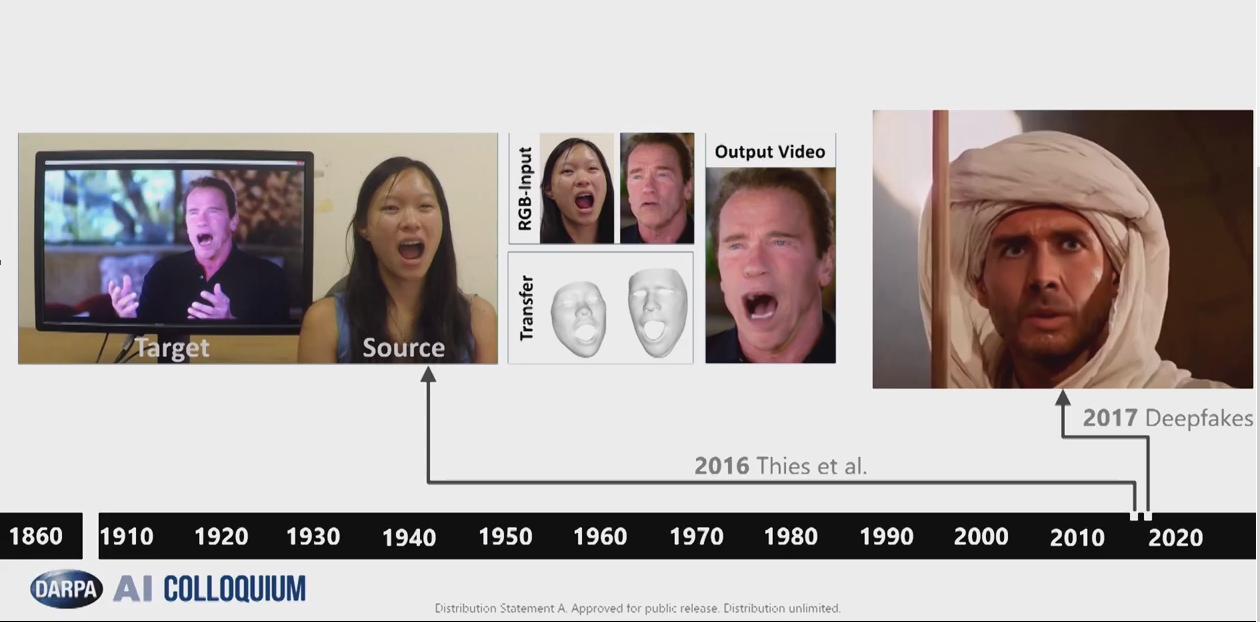 Target
Source
RGB-Input
Transfer
Output Video
2017 Deepfakes
2016 Thies et al.
1860 1910 1920 1930 1940 1950 1960 1970 1980 1990 2000 2010 2020
DARPA AI COLLOQUIUM
Distribution Statement A. Approved for public release. Distribution unlimited.